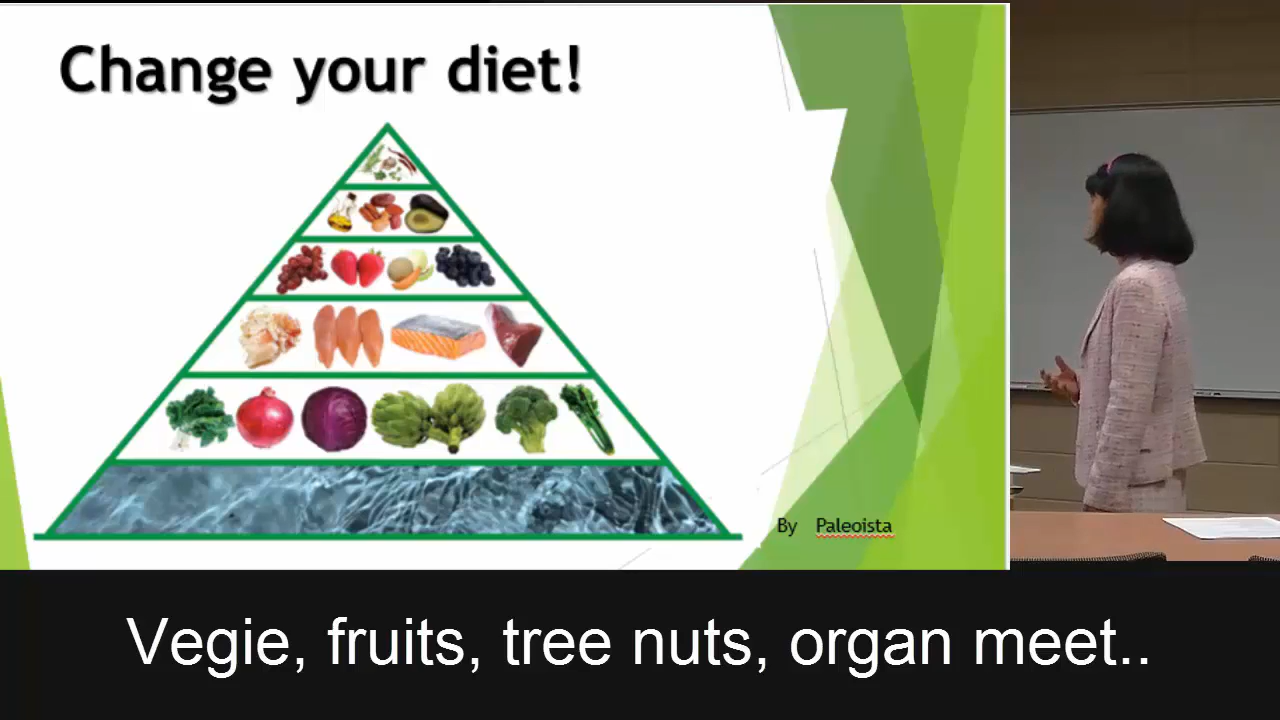 Change your diet!
By Paleoista
Vegie, fruits, tree nuts, organ meet..